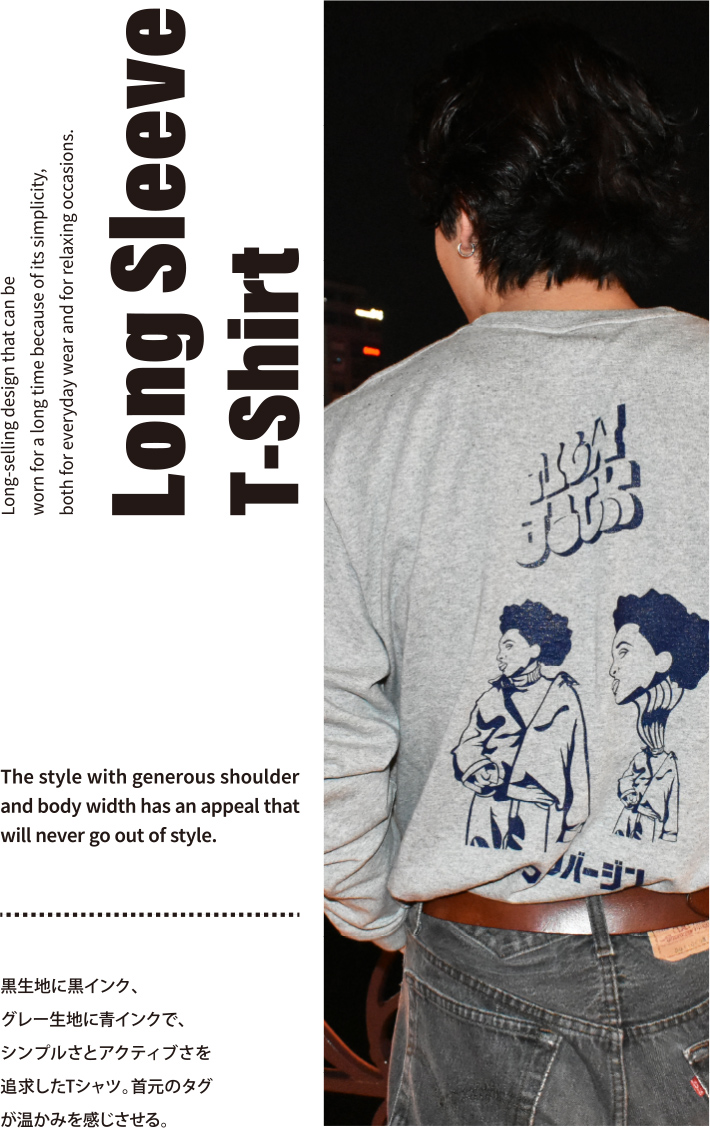 Long Sleeve
T-Shirt
Long-selling design that can be
worn for a long time because of its simplicity,
both for everyday wear and for relaxing occasions.
The style with generous shoulder
and body width has an appeal that
will never go out of style.
黒生地に黒インク、
グレー生地に青インクで、
シンプルさとアクティブさを
追求したTシャツ。首元のタグ
が温かみを感じさせる。
バージン